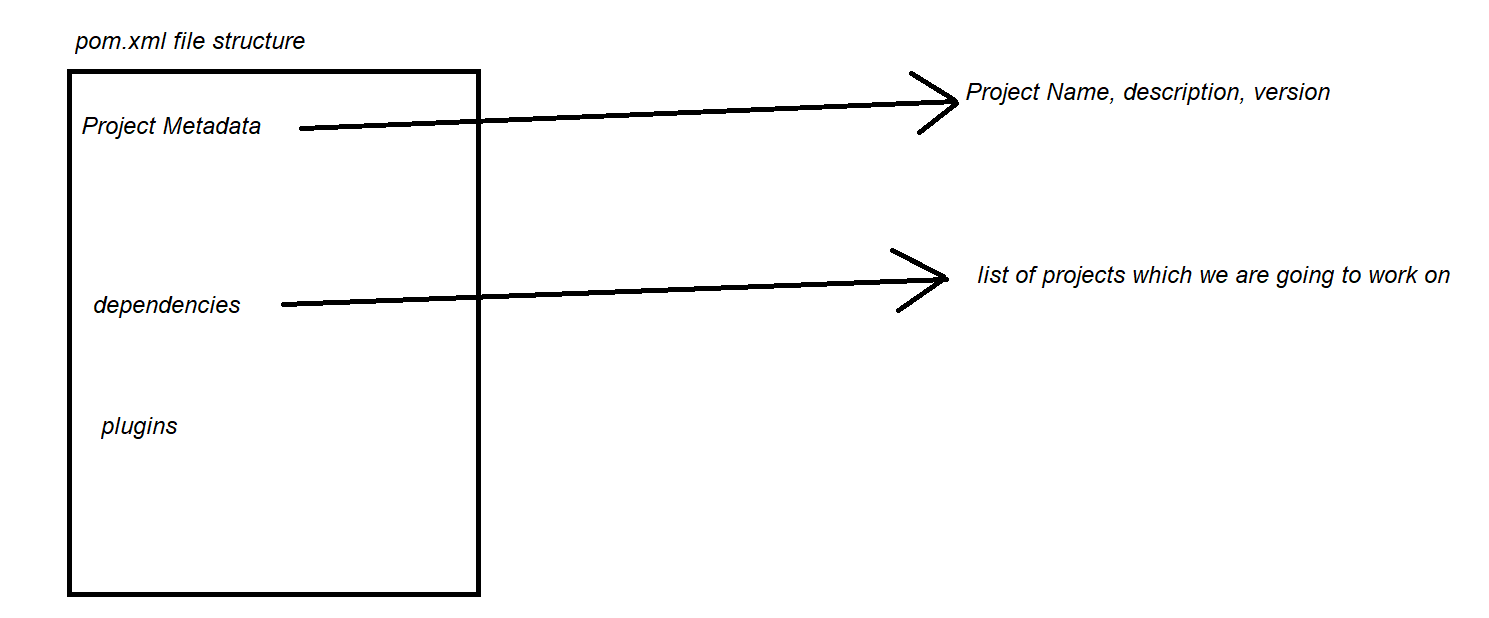 pom.xml file structure
Project Metadata
Project Name, description, version
dependencies
list of projects which we are going to work on
plugins